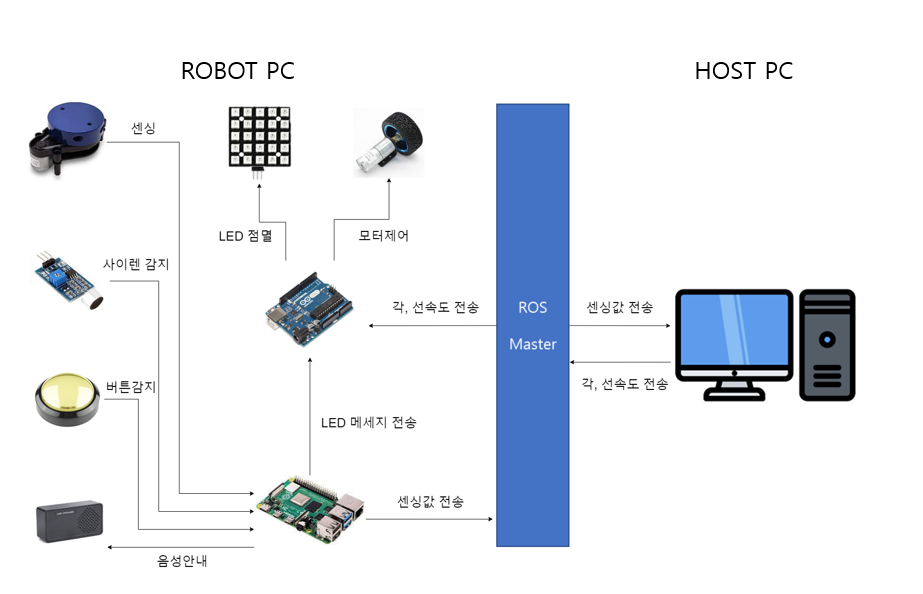 ROBOT PC
HOST PC
센싱
LED 점멸
모터제어
사이렌 감지
각, 선속도 전송
ROS
Master
센싱값 전송
각, 선속도 전송
버튼감지
LED 메세지 전송
센싱값 전송
음성안내